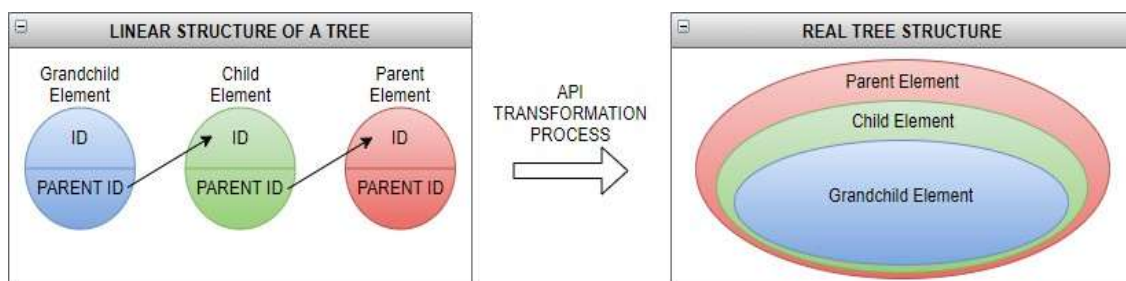 LINEAR STRUCTURE OF A TREE
Grandchild
Element
Child
Element
Parent
Element
ID
ID
ID
PARENT ID
PARENT ID
PARENT ID
API
TRANSFORMATION
PROCESS
REAL TREE STRUCTURE
Parent Element
Child Element
Grandchild Element